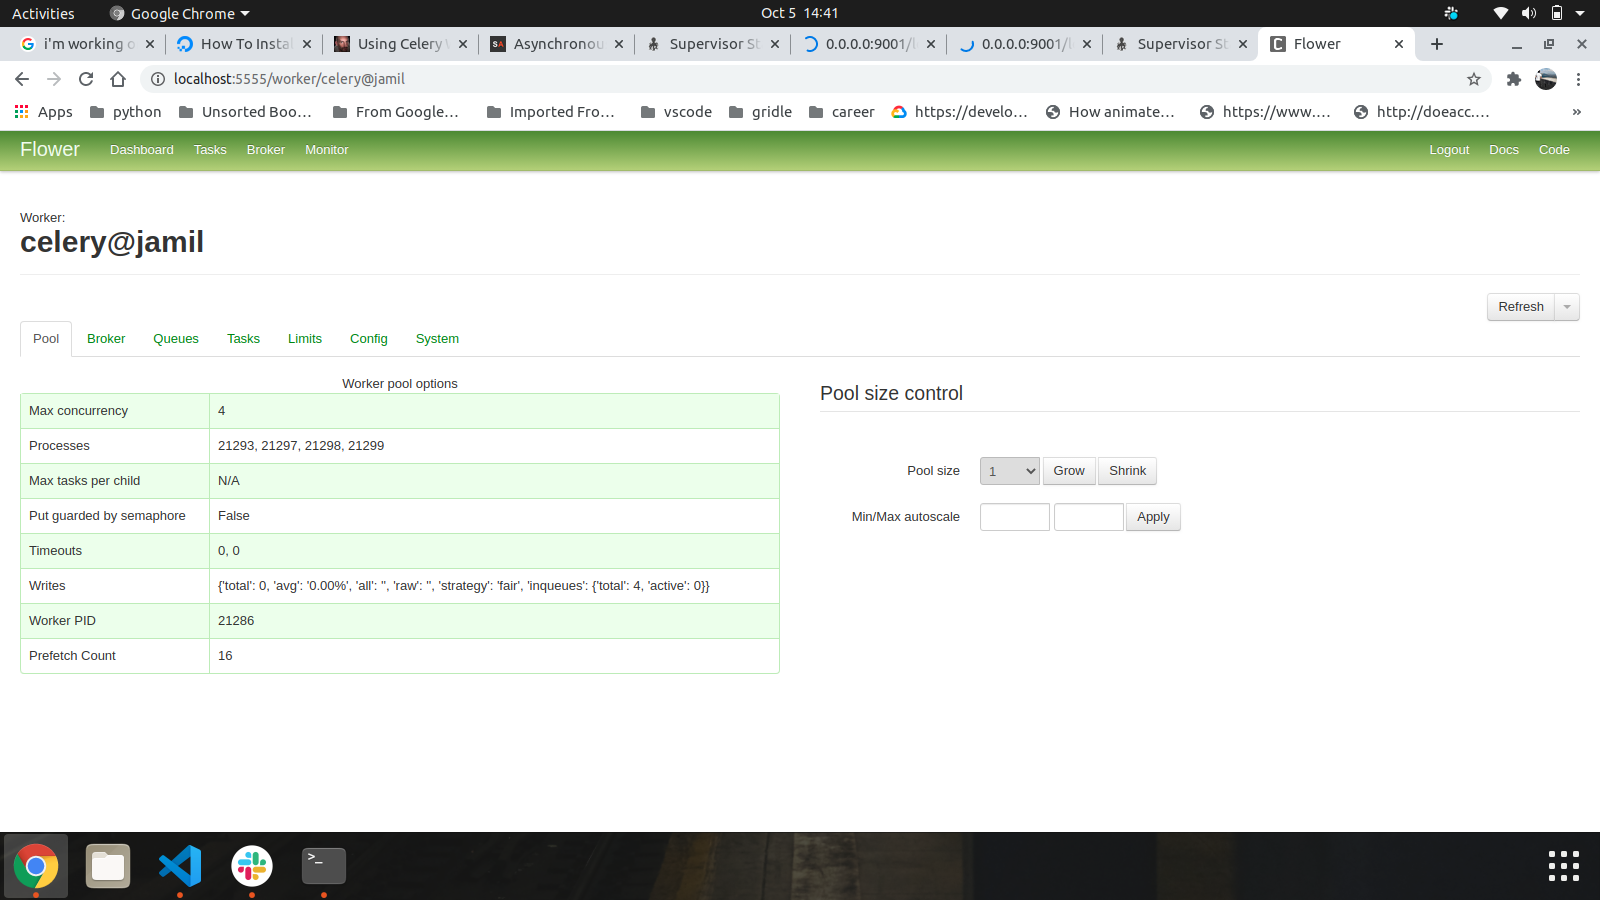 Activities Google Chrome Oct 5 14:41
i'm working o How To Instal Using Celery W Asynchronou Supervisor St 0.0.0.0:9001/l 0.0.0.0:9001/l Supervisor St Flower
localhost:5555/worker/celery@jamil
Apps python Unsorted Boo... From Google... Imported Fro... vscode gridle career https://develo... How animate... https://www.... http://doeacc.... »
Flower Dashboard Tasks Broker Monitor Logout Docs Code
Worker:
celery@jamil
Refresh
Pool Broker Queues Tasks Limits Config System
Worker pool options
Max concurrency 4
Processes 21293, 21297, 21298, 21299
Max tasks per child N/A
Put guarded by semaphore False
Timeouts 0, 0
Writes {'total': 0, 'avg': '0.00%', 'all': '', 'raw': '', 'strategy': 'fair', 'inqueues': {'total': 4, 'active': 0}}
Worker PID 21286
Prefetch Count 16
Pool size control
Pool size 1 Grow Shrink
Min/Max autoscale Apply